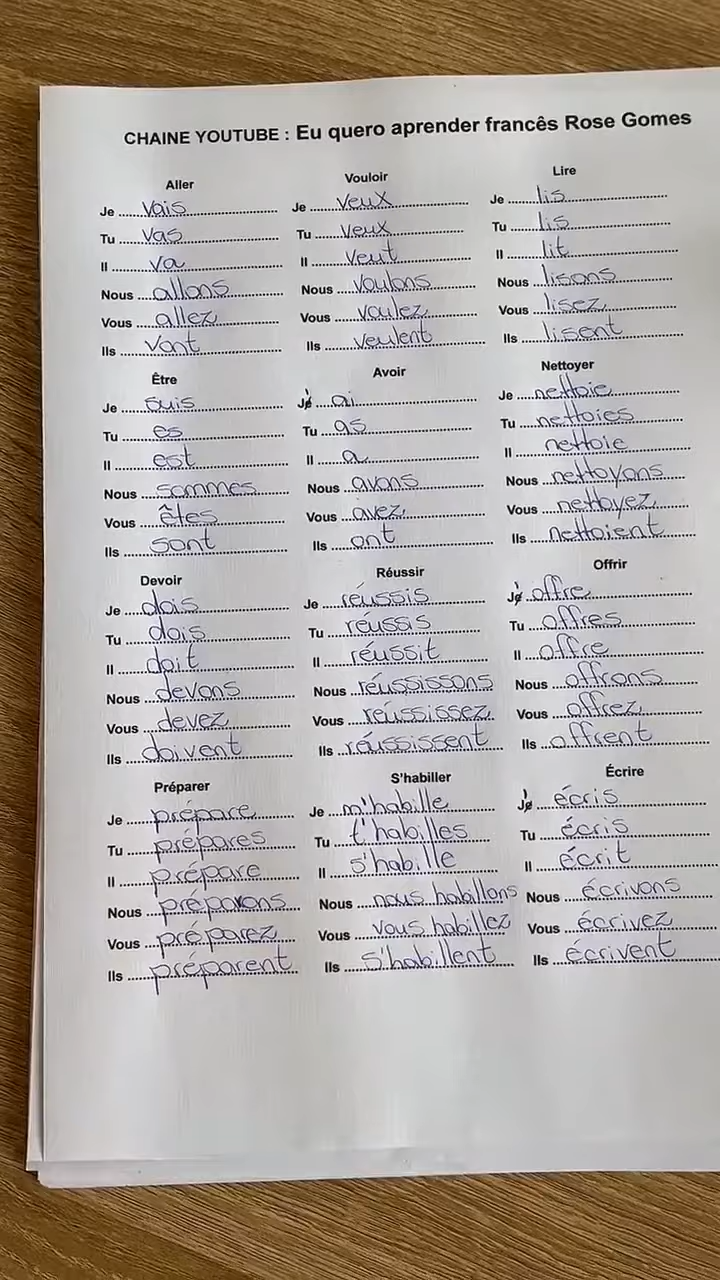 CHAINE YOUTUBE : Eu quero aprender francês Rose Gomes
Aller
Je vais
Tu vas
Il va
Nous allons
Vous allez
Ils vont
Vouloir
Je veux
Tu veux
Il veut
Nous voulons
Vous voulez
Ils veulent
Lire
Je lis
Tu lis
Il lit
Nous lisons
Vous lisez
Ils lisent
Être
Je suis
Tu es
Il est
Nous sommes
Vous êtes
Ils sont
Avoir
J' ai
Tu as
Il a
Nous avons
Vous avez
Ils ont
Nettoyer
Je nettoie
Tu nettoies
Il nettoie
Nous nettoyons
Vous nettoyez
Ils nettoient
Devoir
Je dois
Tu dois
Il doit
Nous devons
Vous devez
Ils doivent
Réussir
Je réussis
Tu réussis
Il réussit
Nous réussissons
Vous réussissez
Ils réussissent
Offrir
J' offre
Tu offres
Il offre
Nous offrons
Vous offrez
Ils offrent
Préparer
Je prépare
Tu prépares
Il prépare
Nous préparons
Vous préparez
Ils préparent
S'habiller
Je m'habille
Tu t'habilles
Il s'habille
Nous nous habillons
Vous vous habillez
Ils s'habillent
Écrire
J' écris
Tu écris
Il écrit
Nous écrivons
Vous écrivez
Ils écrivent